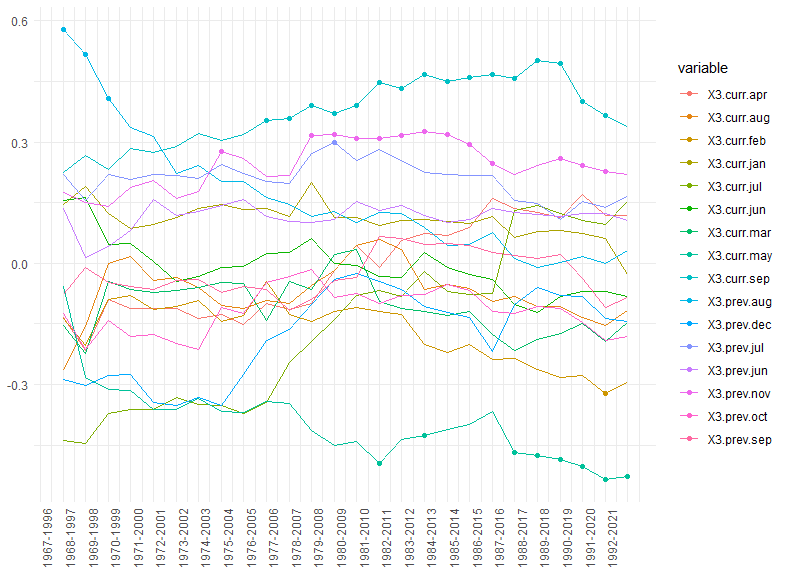 0.6
0.3
0.0
-0.3
1967-1996
1968-1997
1969-1998
1970-1999
1971-2000
1972-2001
1973-2002
1974-2003
1975-2004
1976-2005
1977-2006
1978-2007
1979-2008
1980-2009
1981-2010
1982-2011
1983-2012
1984-2013
1985-2014
1986-2015
1987-2016
1988-2017
1989-2018
1990-2019
1991-2020
1992-2021
variable
X3.curr.apr
X3.curr.aug
X3.curr.feb
X3.curr.jan
X3.curr.jul
X3.curr.jun
X3.curr.mar
X3.curr.may
X3.curr.sep
X3.prev.aug
X3.prev.dec
X3.prev.jul
X3.prev.jun
X3.prev.nov
X3.prev.oct
X3.prev.sep